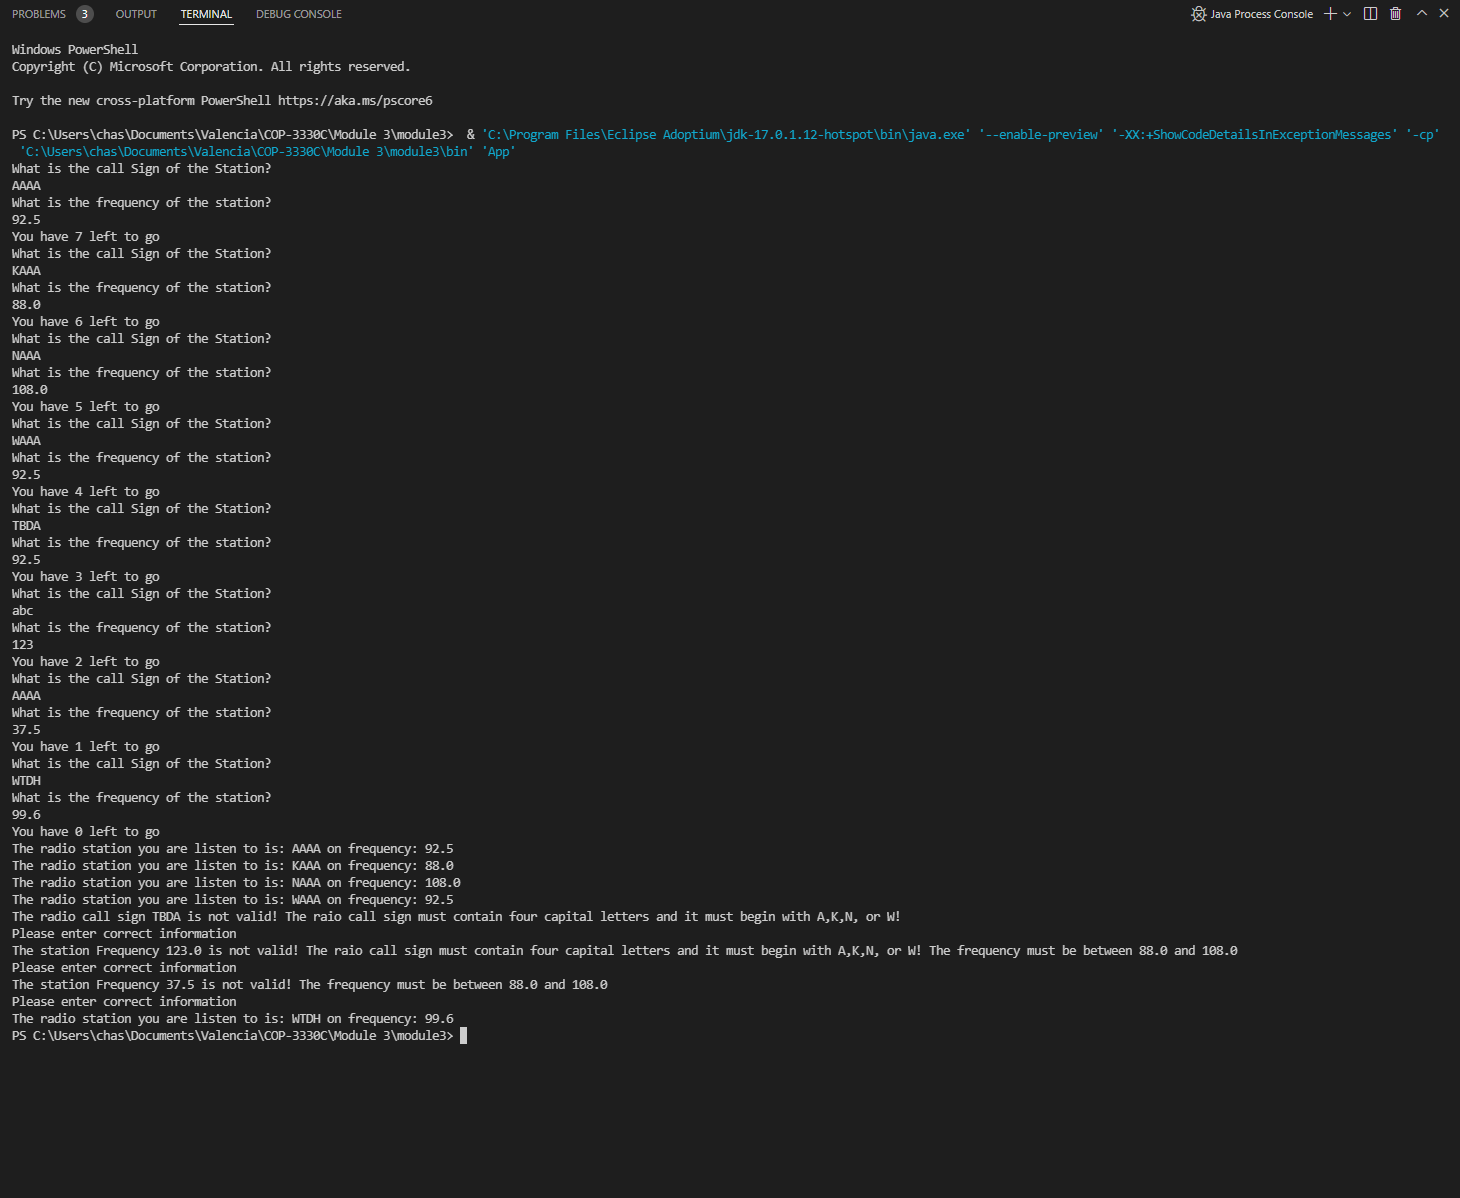 PROBLEMS 3 OUTPUT TERMINAL DEBUG CONSOLE Java Process Console
Windows PowerShell
Copyright (C) Microsoft Corporation. All rights reserved.
Try the new cross-platform PowerShell https://aka.ms/pscore6
PS C:\Users\chas\Documents\Valencia\COP-3330C\Module 3\module3>  & 'C:\Program Files\Eclipse Adoptium\jdk-17.0.1.12-hotspot\bin\java.exe' '--enable-preview' '-XX:+ShowCodeDetailsInExceptionMessages' '-cp'
'C:\Users\chas\Documents\Valencia\COP-3330C\Module 3\module3\bin' 'App'
What is the call Sign of the Station?
AAAA
What is the frequency of the station?
92.5
You have 7 left to go
What is the call Sign of the Station?
KAAA
What is the frequency of the station?
88.0
You have 6 left to go
What is the call Sign of the Station?
NAAA
What is the frequency of the station?
108.0
You have 5 left to go
What is the call Sign of the Station?
WAAA
What is the frequency of the station?
92.5
You have 4 left to go
What is the call Sign of the Station?
TBDA
What is the frequency of the station?
92.5
You have 3 left to go
What is the call Sign of the Station?
abc
What is the frequency of the station?
123
You have 2 left to go
What is the call Sign of the Station?
AAAA
What is the frequency of the station?
37.5
You have 1 left to go
What is the call Sign of the Station?
WTDH
What is the frequency of the station?
99.6
You have 0 left to go
The radio station you are listen to is: AAAA on frequency: 92.5
The radio station you are listen to is: KAAA on frequency: 88.0
The radio station you are listen to is: NAAA on frequency: 108.0
The radio station you are listen to is: WAAA on frequency: 92.5
The radio call sign TBDA is not valid! The raio call sign must contain four capital letters and it must begin with A,K,N, or W!
Please enter correct information
The station Frequency 123.0 is not valid! The raio call sign must contain four capital letters and it must begin with A,K,N, or W! The frequency must be between 88.0 and 108.0
Please enter correct information
The station Frequency 37.5 is not valid! The frequency must be between 88.0 and 108.0
Please enter correct information
The radio station you are listen to is: WTDH on frequency: 99.6
PS C:\Users\chas\Documents\Valencia\COP-3330C\Module 3\module3>